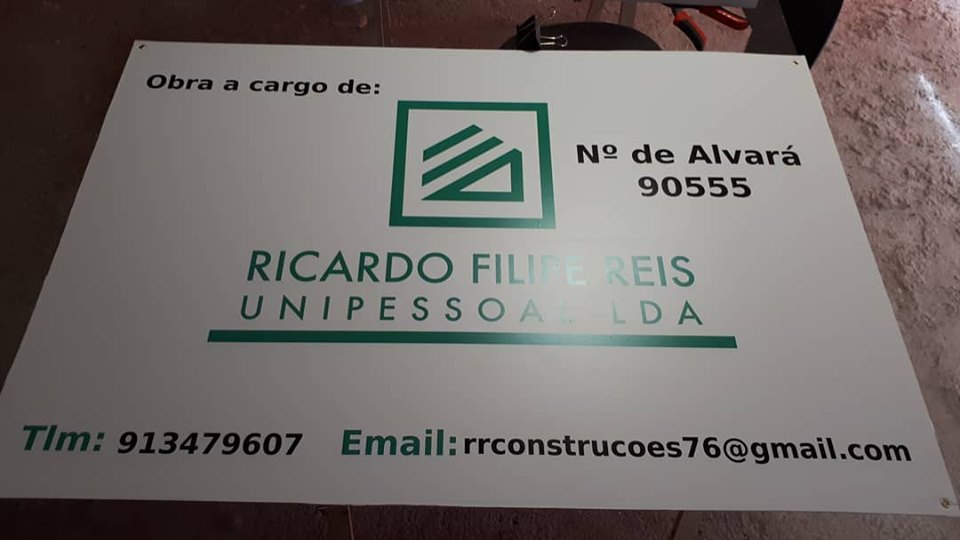 Obra a cargo de:
Nº de Alvará
90555
RICARDO FILIPE REIS
UNIPESSOAL LDA
Tlm: 913479607 Email: rrconstrucoes76@gmail.com